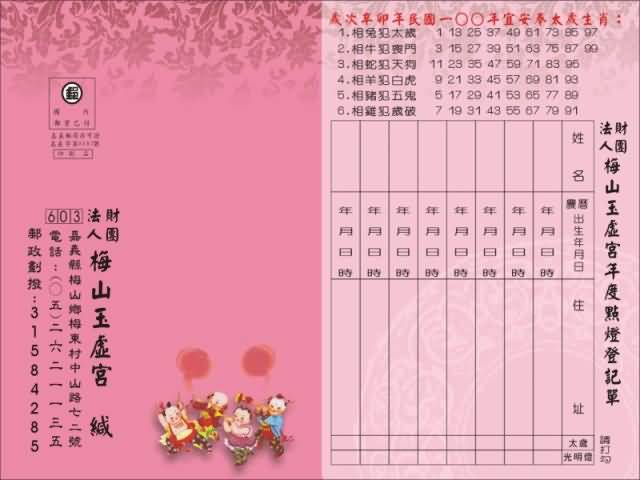 歲次辛卯年民國一〇〇年宜安奉太歲生肖：
1.相兔犯太歲 1 13 25 37 49 61 73 85 97
2.相牛犯喪門 3 15 27 39 51 63 75 87 99
3.相蛇犯天狗 11 23 35 47 59 71 83 95
4.相羊犯白虎 9 21 33 45 57 69 81 93
5.相豬犯五鬼 5 17 29 41 53 65 77 89
6.相雞犯歲破 7 19 31 43 55 67 79 91
財團法人梅山玉虛宮年度點燈登記單
請打勾
姓名
農曆出生年月日
年月日時
年月日時
年月日時
年月日時
年月日時
年月日時
年月日時
年月日時
住址
太歲
光明燈
國內
郵資已付
印刷品
財團法人梅山玉虛宮 緘
603
嘉義縣梅山鄉梅東村中山路七二號
電話：(〇五)二六二一一三五
郵政劃撥：31584285